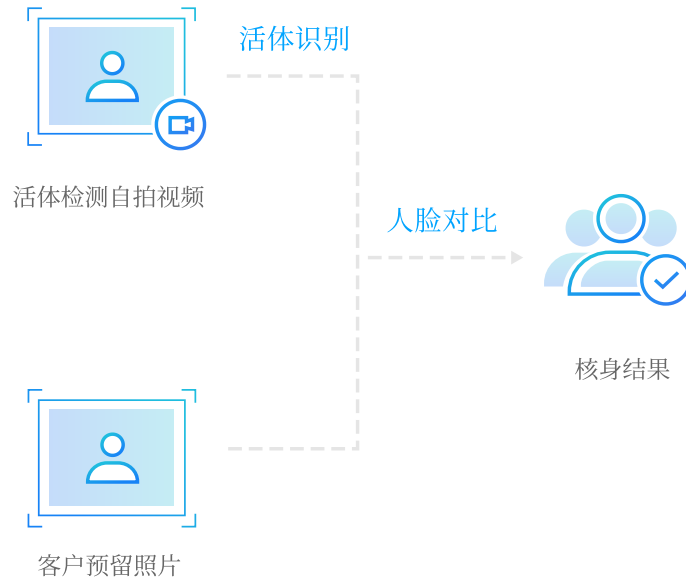 活体识别
活体检测自拍视频
人脸对比
核身结果
客户预留照片